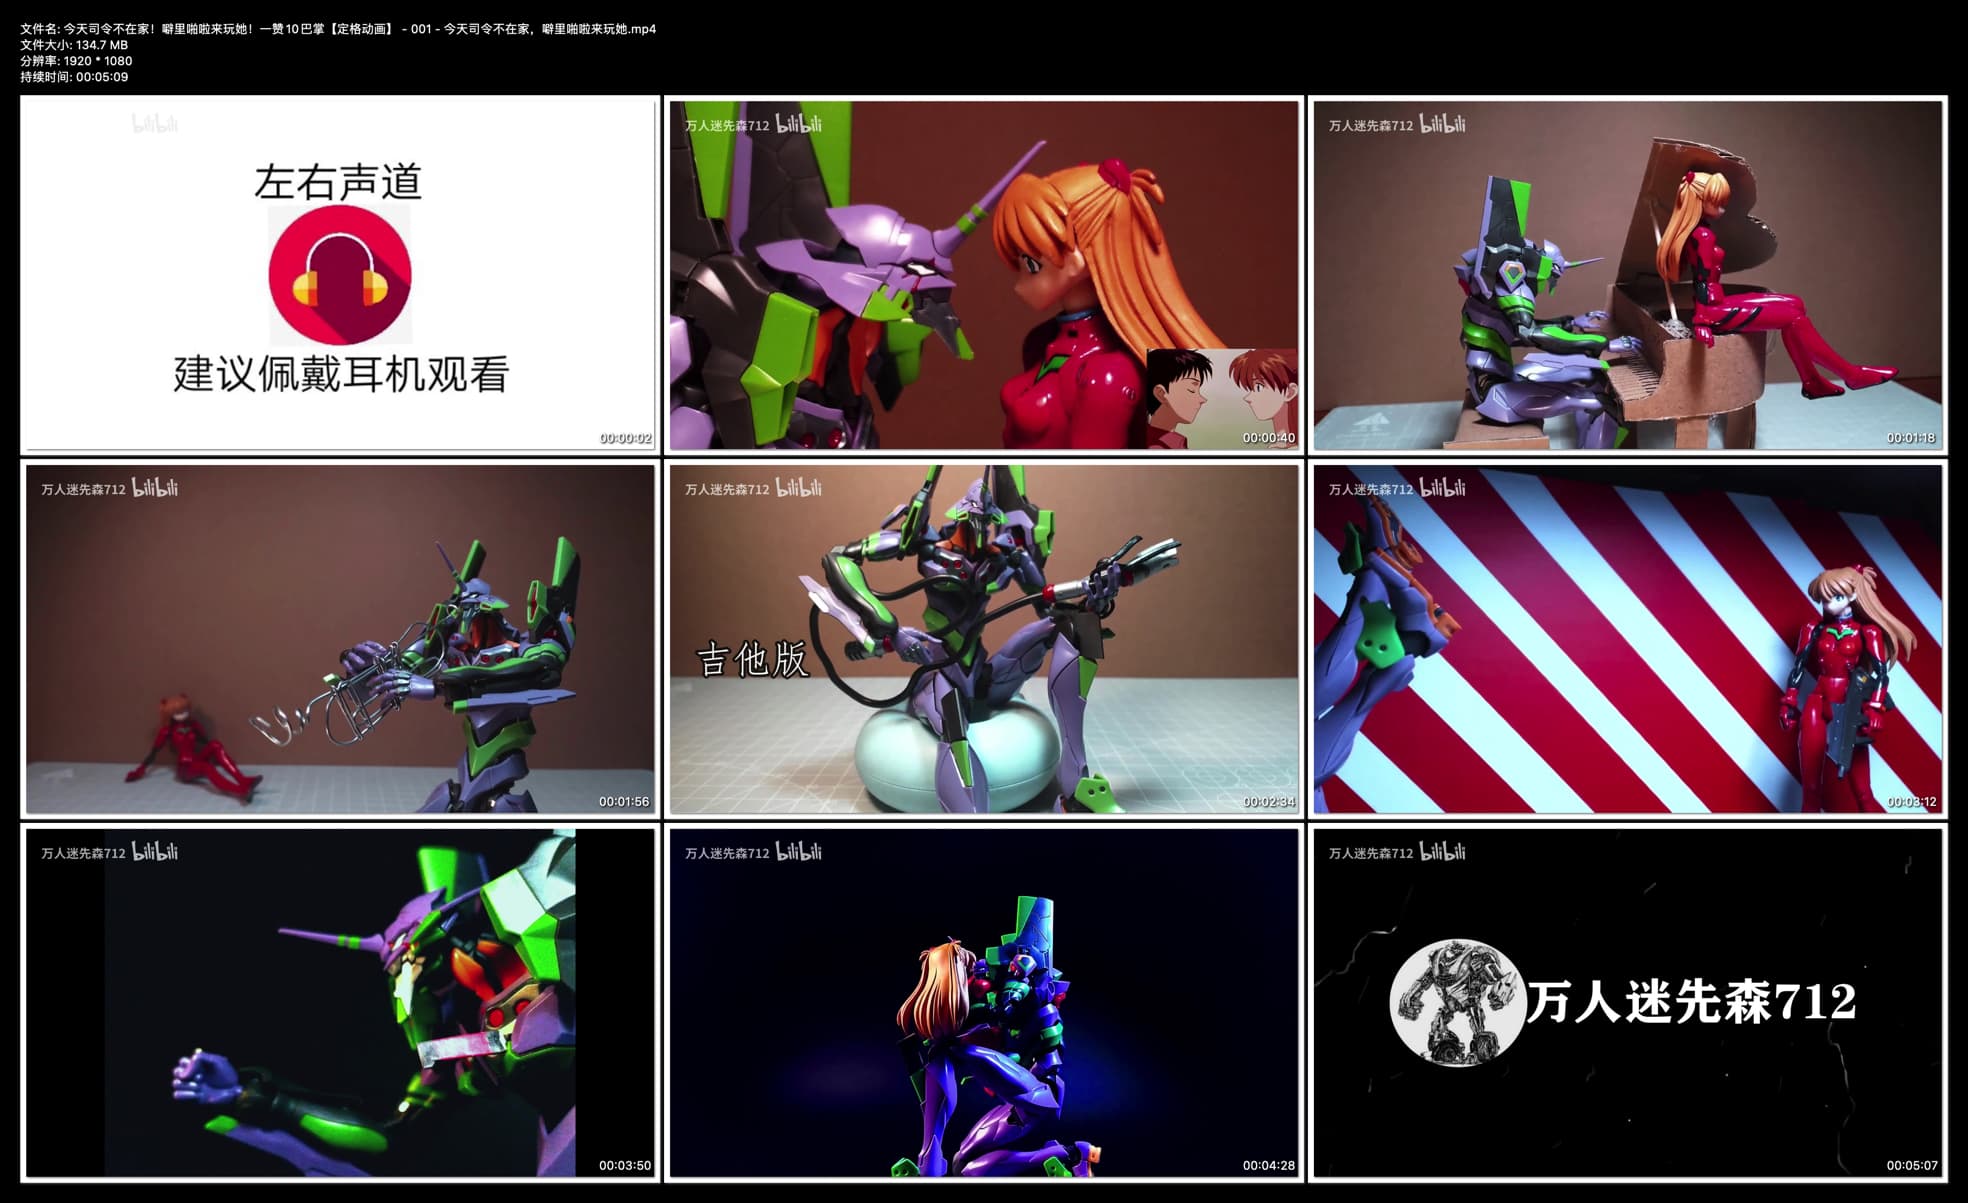 文件名: 今天司令不在家！噼里啪啦来玩她！一赞10巴掌【定格动画】 - 001 - 今天司令不在家，噼里啪啦来玩她.mp4
文件大小: 134.7 MB
分辨率: 1920 * 1080
持续时间: 00:05:09
bilibili
左右声道
建议佩戴耳机观看
00:00:02
万人迷先森712 bilibili
00:00:40
万人迷先森712 bilibili
00:01:18
万人迷先森712 bilibili
00:01:56
万人迷先森712 bilibili
吉他版
00:02:34
万人迷先森712 bilibili
00:03:12
万人迷先森712 bilibili
00:03:50
万人迷先森712 bilibili
00:04:28
万人迷先森712 bilibili
万人迷先森712
00:05:07